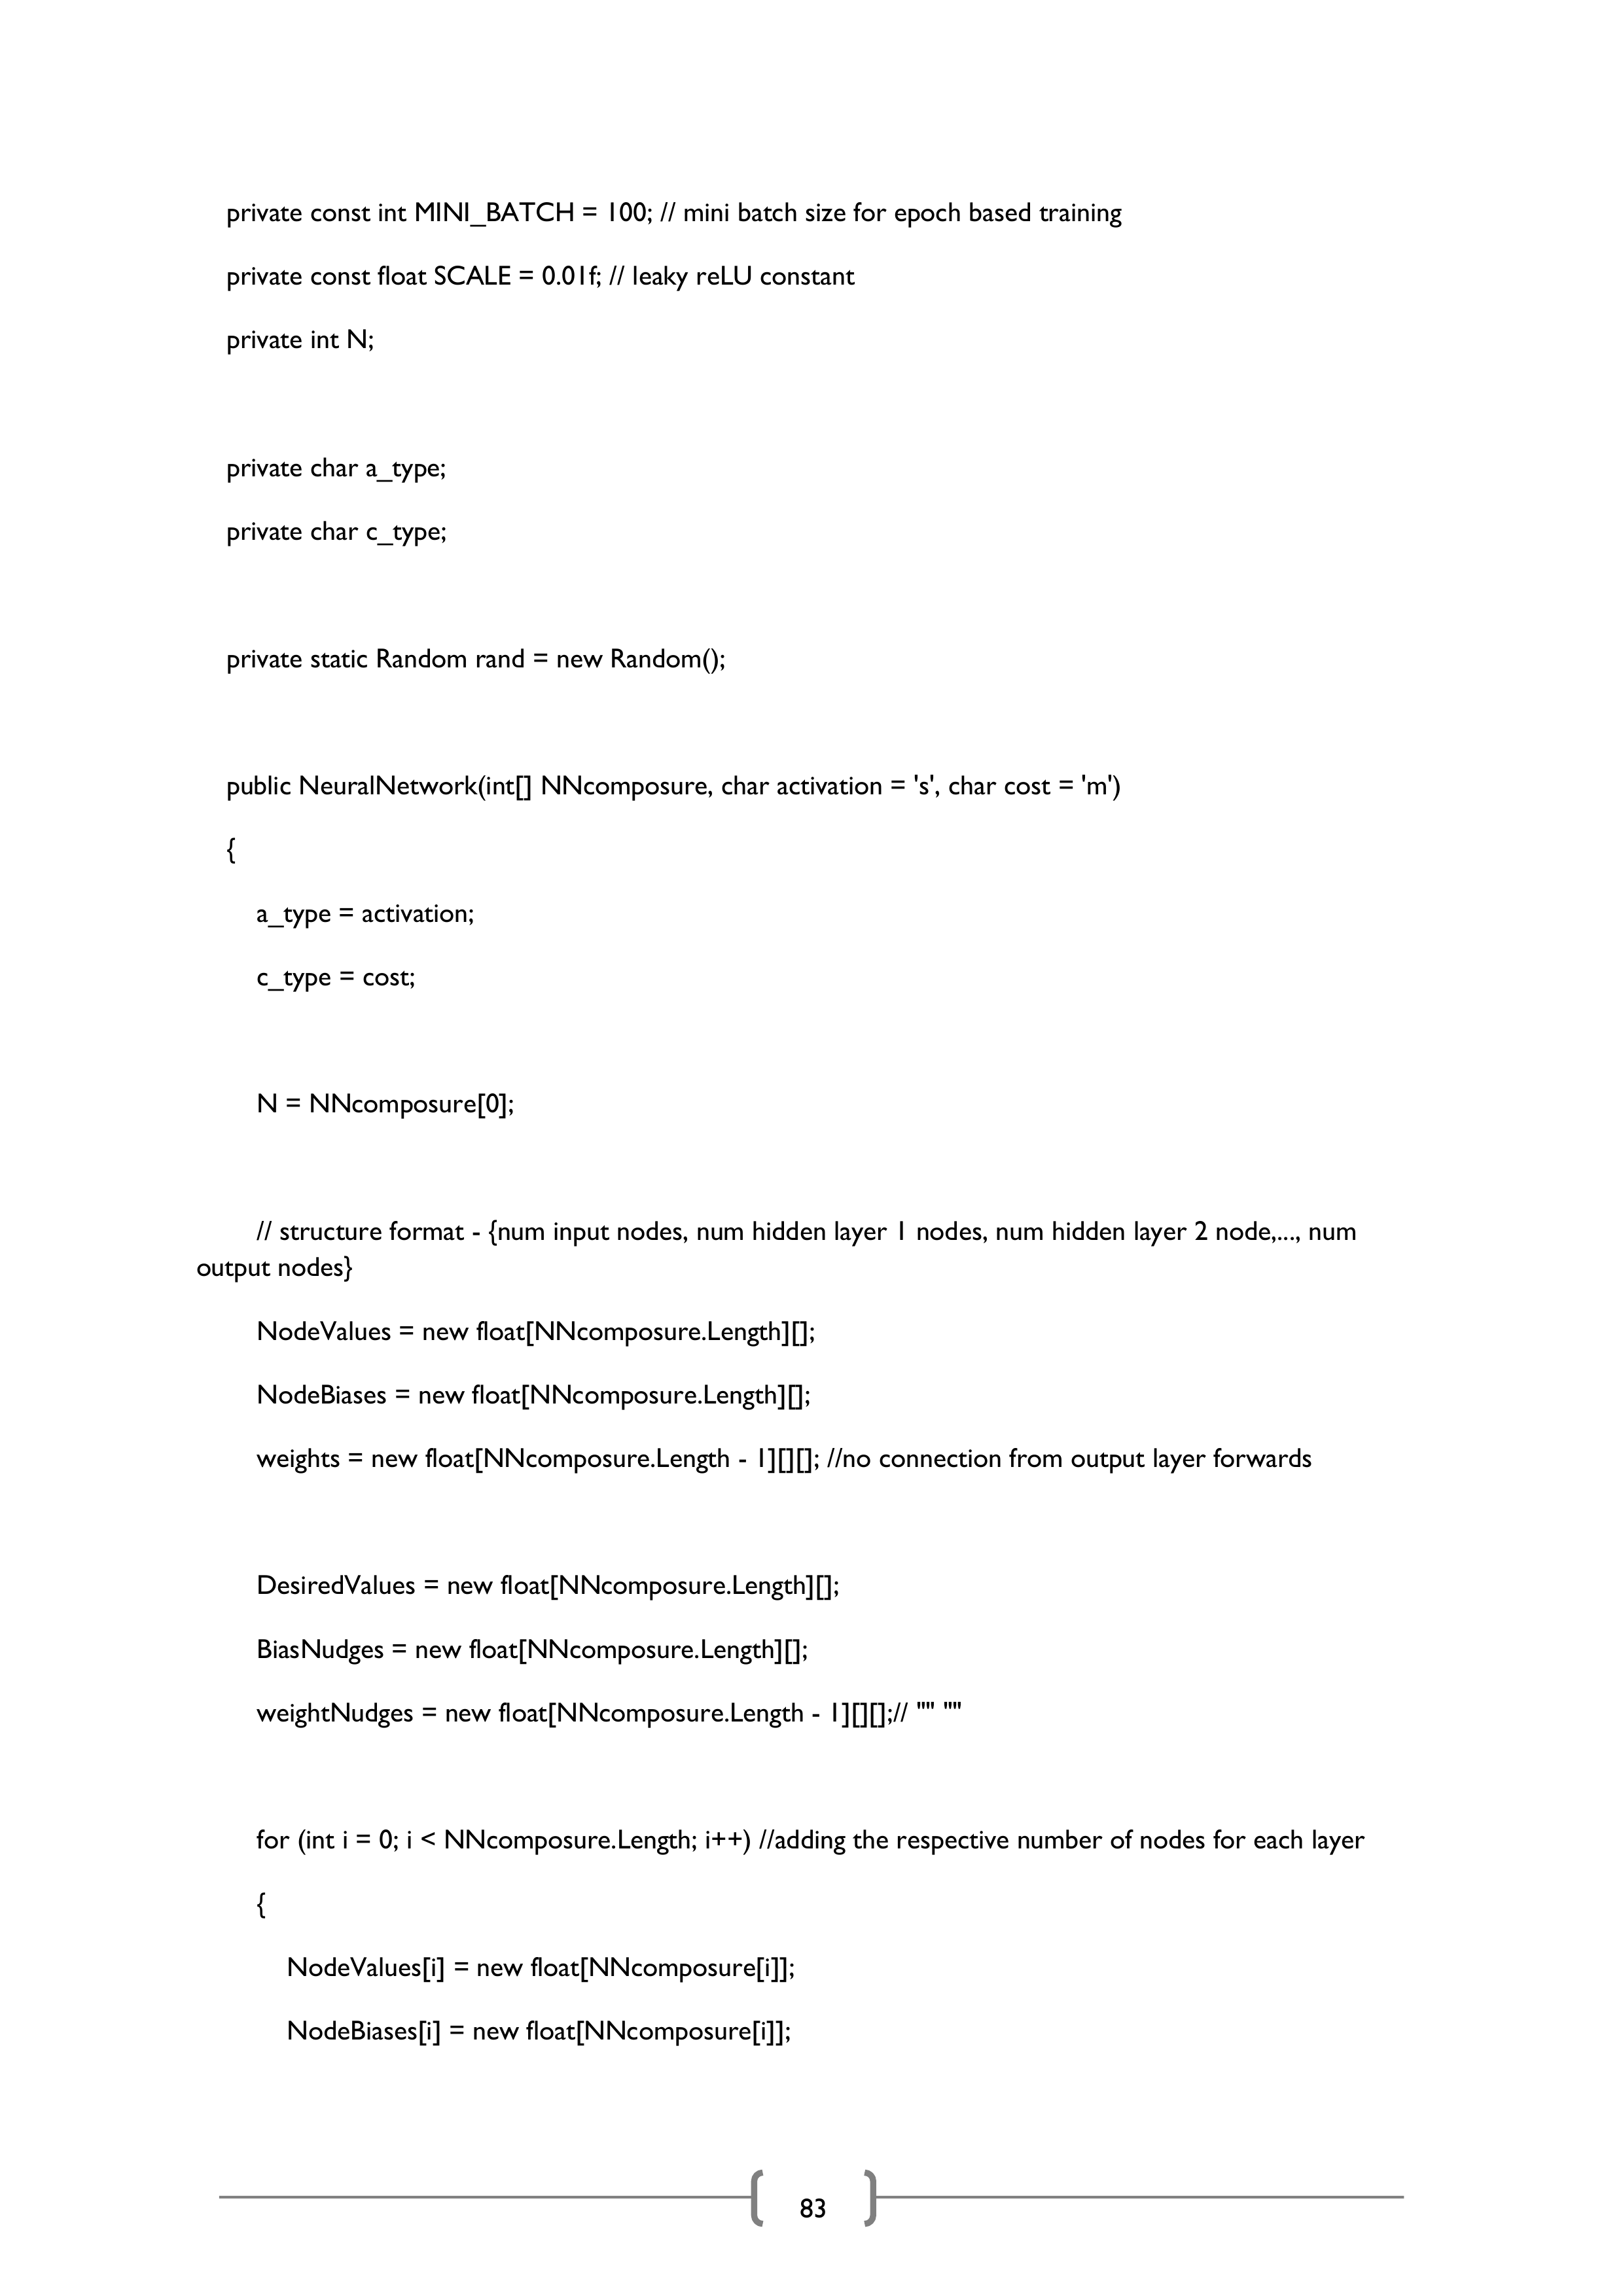 private const int MINI_BATCH = 100; // mini batch size for epoch based training
private const float SCALE = 0.01f; // leaky reLU constant
private int N;
private char a_type;
private char c_type;
private static Random rand = new Random();
public NeuralNetwork(int[] NNcomposure, char activation = 's', char cost = 'm')
{
a_type = activation;
c_type = cost;
N = NNcomposure[0];
// structure format - {num input nodes, num hidden layer 1 nodes, num hidden layer 2 node,..., num
output nodes}
NodeValues = new float[NNcomposure.Length][];
NodeBiases = new float[NNcomposure.Length][];
weights = new float[NNcomposure.Length - 1][][]; //no connection from output layer forwards
DesiredValues = new float[NNcomposure.Length][];
BiasNudges = new float[NNcomposure.Length][];
weightNudges = new float[NNcomposure.Length - 1][][];// "" ""
for (int i = 0; i < NNcomposure.Length; i++) //adding the respective number of nodes for each layer
{
NodeValues[i] = new float[NNcomposure[i]];
NodeBiases[i] = new float[NNcomposure[i]];
83